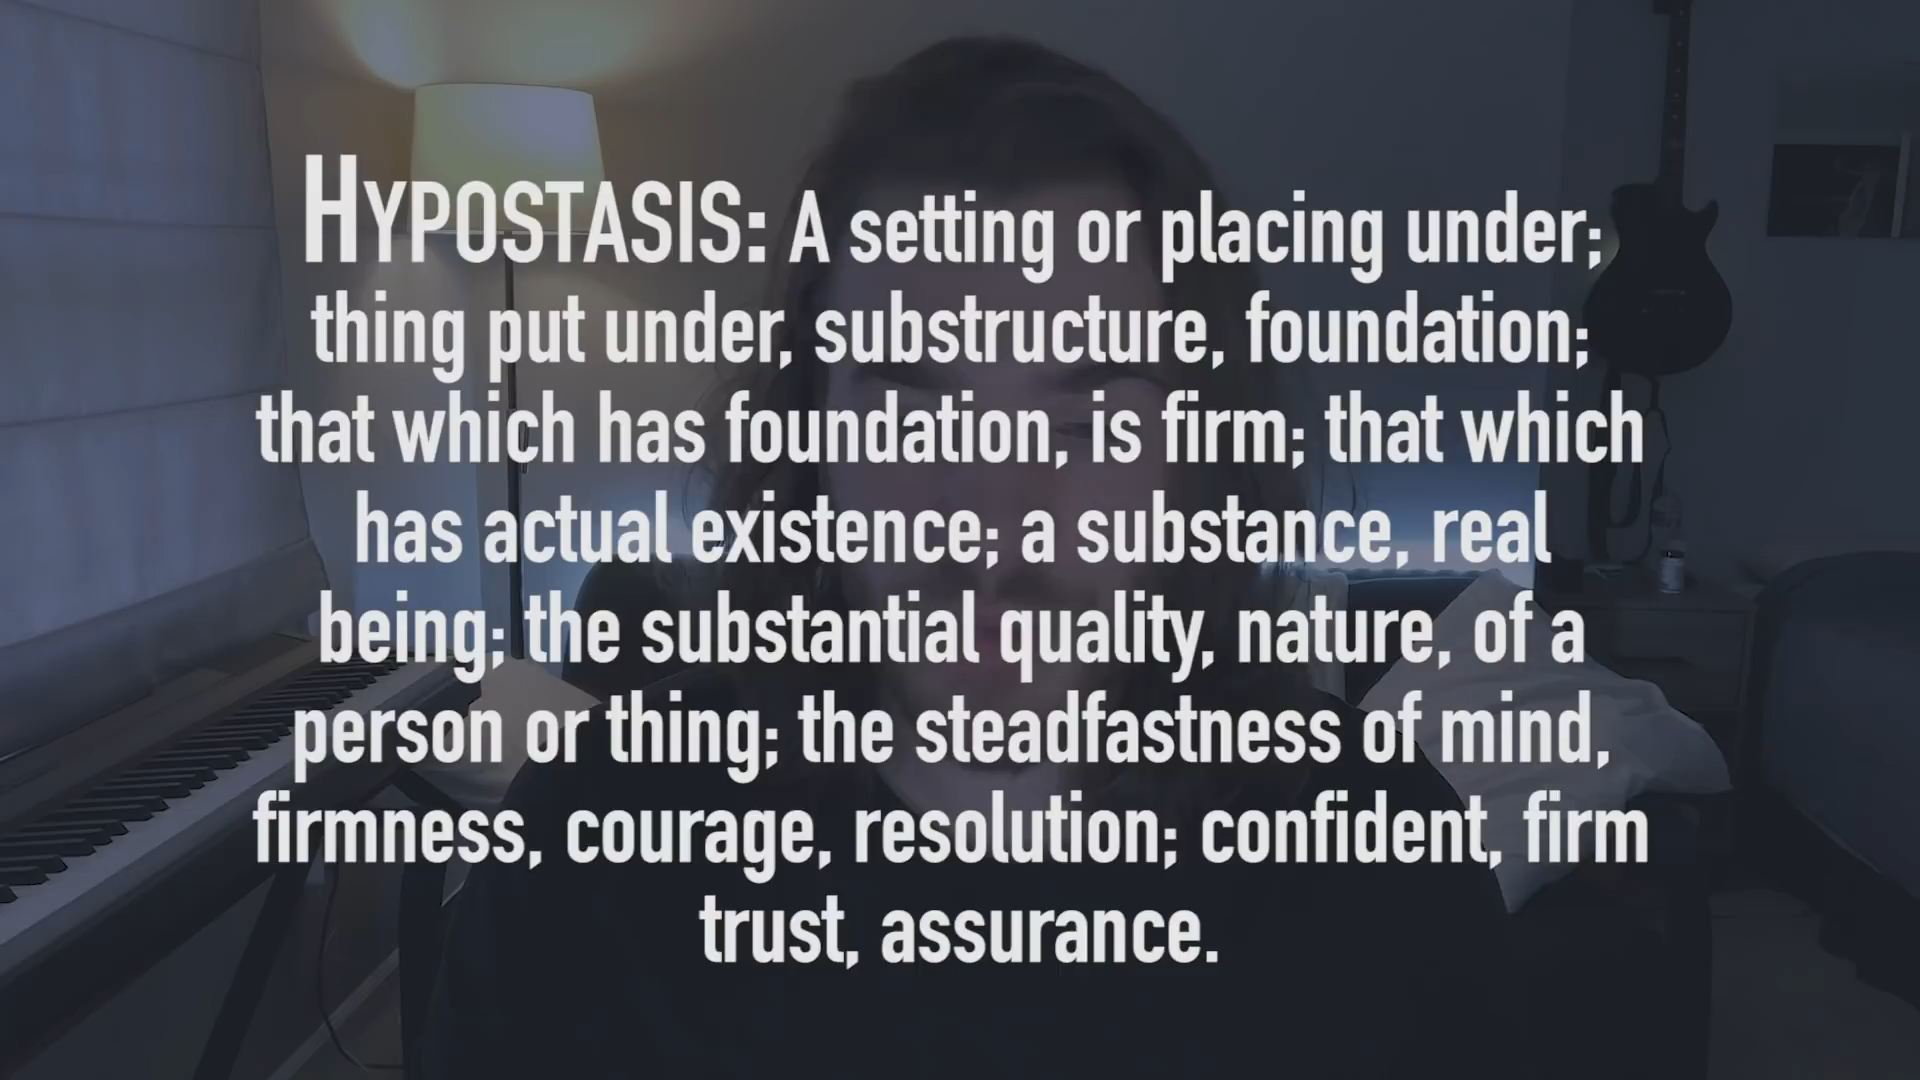 HYPOSTASIS: A setting or placing under;
thing put under, substructure, foundation;
that which has foundation, is firm; that which
has actual existence; a substance, real
being; the substantial quality, nature, of a
person or thing; the steadfastness of mind,
firmness, courage, resolution; confident, firm
trust, assurance.